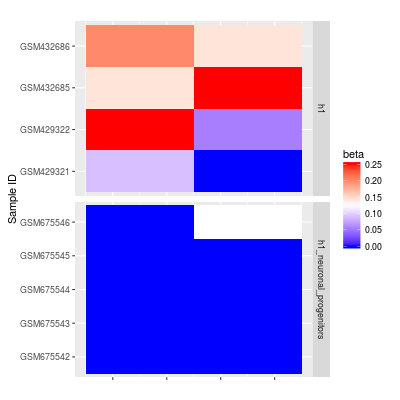 GSM432686
GSM432685
GSM429322
GSM429321
h1
GSM675546
GSM675545
GSM675544
GSM675543
GSM675542
h1_neuronal_progenitors
Sample ID
beta
0.25
0.20
0.15
0.10
0.05
0.00